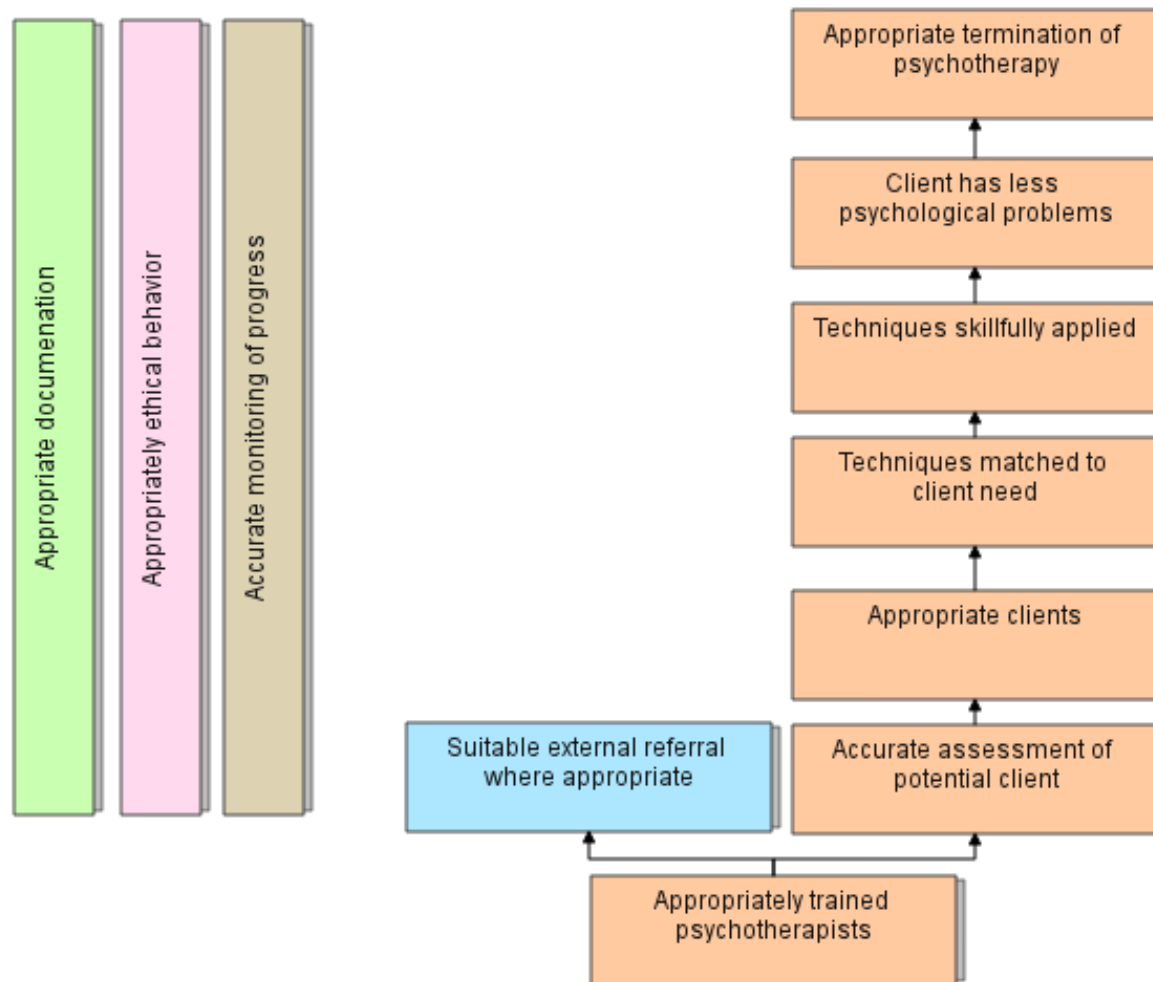 Appropriate documenation
Appropriately ethical behavior
Accurate monitoring of progress
Appropriate termination of
psychotherapy
Client has less
psychological problems
Techniques skillfully applied
Techniques matched to
client need
Appropriate clients
Suitable external referral
where appropriate
Accurate assessment of
potential client
Appropriately trained
psychotherapists